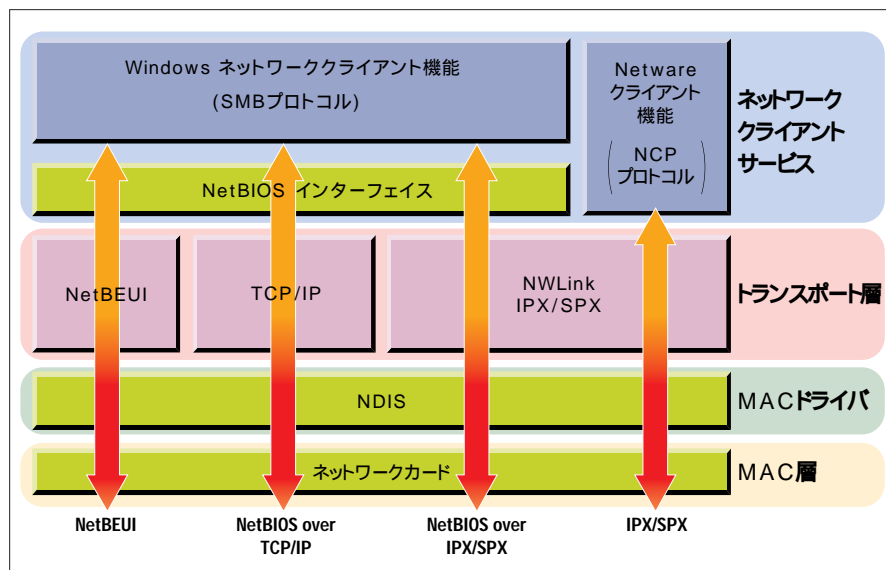 Windows ネットワーククライアント機能
(SMBプロトコル)
Netware
クライアント
機能
(NCP
プロトコル)
ネットワーク
クライアント
サービス
NetBIOS インターフェイス
NetBEUI
TCP/IP
NWLink
IPX/SPX
トランスポート層
NDIS
MACドライバ
ネットワークカード
MAC層
NetBEUI
NetBIOS over
TCP/IP
NetBIOS over
IPX/SPX
IPX/SPX